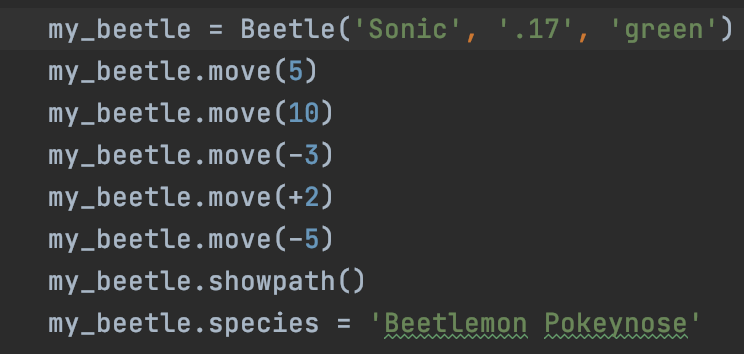 my_beetle = Beetle('Sonic', '.17', 'green')
my_beetle.move(5)
my_beetle.move(10)
my_beetle.move(-3)
my_beetle.move(+2)
my_beetle.move(-5)
my_beetle.showpath()
my_beetle.species = 'Beetlemon Pokeynose'